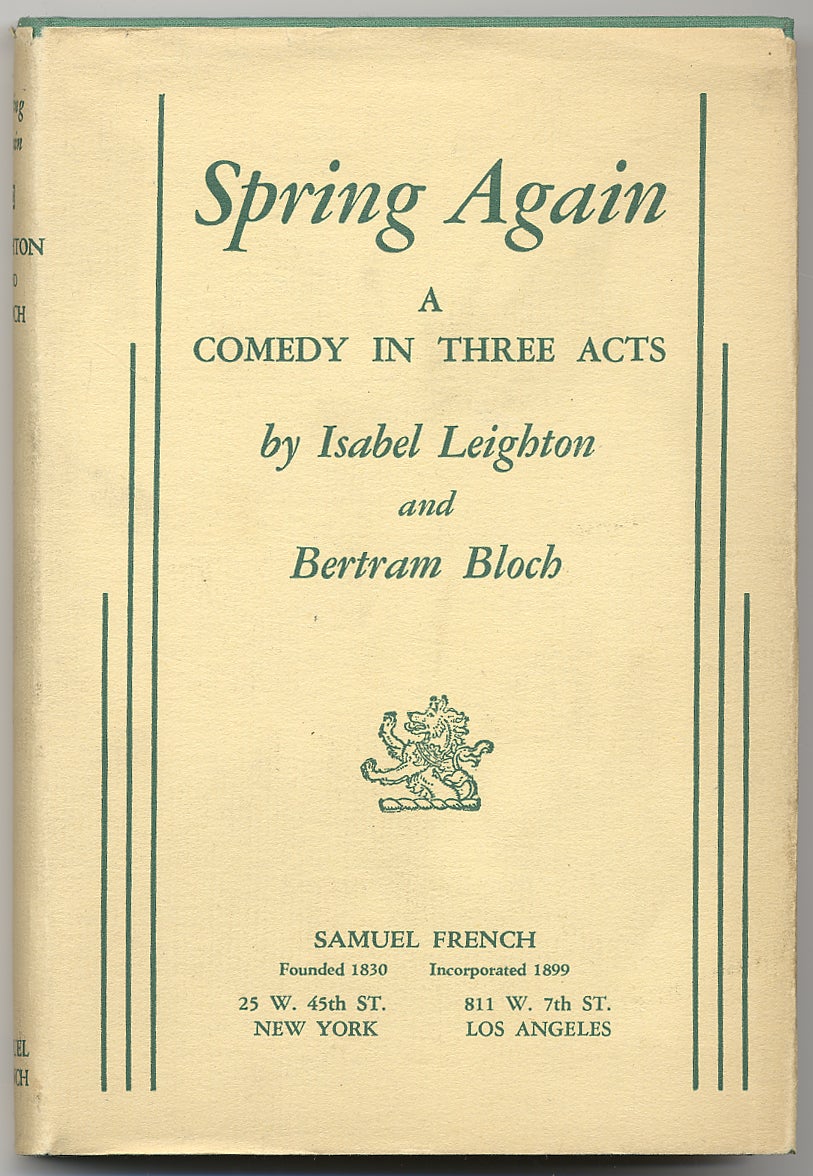 Spring Again
A
COMEDY IN THREE ACTS
by Isabel Leighton
and
Bertram Bloch
SAMUEL FRENCH
Founded 1830 Incorporated 1899
25 W. 45th ST. 811 W. 7th ST.
NEW YORK LOS ANGELES